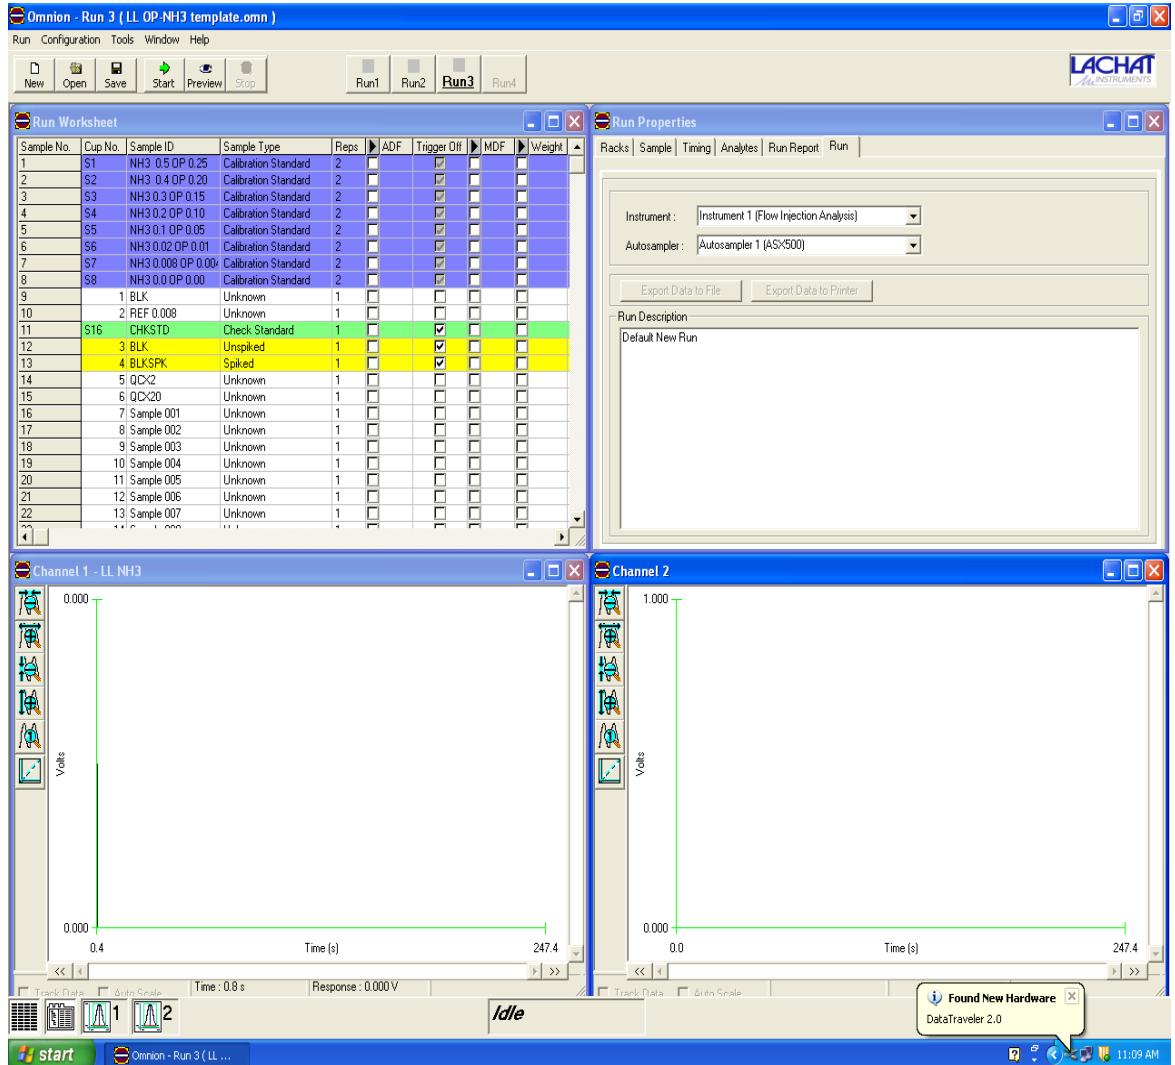 Omnion - Run 3 ( LL OP-NH3 template.omn )
Run Configuration Tools Window Help
New Open Save Start Preview Stop Run1 Run2 Run3 Run4
LACHAT
INSTRUMENTS
Run Worksheet
Sample No. Cup No. Sample ID Sample Type Reps ADF Trigger Off MDF Weight
1 S1 NH3 0.5 OP 0.25 Calibration Standard 2
2 S2 NH3 0.4 OP 0.20 Calibration Standard 2
3 S3 NH3 0.3 OP 0.15 Calibration Standard 2
4 S4 NH3 0.2 OP 0.10 Calibration Standard 2
5 S5 NH3 0.1 OP 0.05 Calibration Standard 2
6 S6 NH3 0.02 OP 0.01 Calibration Standard 2
7 S7 NH3 0.008 OP 0.004 Calibration Standard 2
8 S8 NH3 0.0 OP 0.00 Calibration Standard 2
9 1 BLK Unknown 1
10 2 REF 0.008 Unknown 1
11 S16 CHKSTD Check Standard 1
12 3 BLK Unspiked 1
13 4 BLKSPK Spiked 1
14 5 QCX2 Unknown 1
15 6 QCX20 Unknown 1
16 7 Sample 001 Unknown 1
17 8 Sample 002 Unknown 1
18 9 Sample 003 Unknown 1
19 10 Sample 004 Unknown 1
20 11 Sample 005 Unknown 1
21 12 Sample 006 Unknown 1
22 13 Sample 007 Unknown 1
Run Properties
Racks Sample Timing Analytes Run Report Run
Instrument : Instrument 1 (Flow Injection Analysis)
Autosampler : Autosampler 1 (ASX500)
Export Data to File Export Data to Printer
Run Description
Default New Run
Channel 1 - LL NH3
0.000
Volts
0.000
0.4 Time (s) 247.4
<< >>
Track Data Auto Scale Time : 0.8 s Response : 0.000 V
Channel 2
1.000
Volts
0.000
0.0 Time (s) 247.4
<< >>
Track Data Auto Scale
1 2 Idle
Found New Hardware
DataTraveler 2.0
start Omnion - Run 3 ( LL ... 11:09 AM